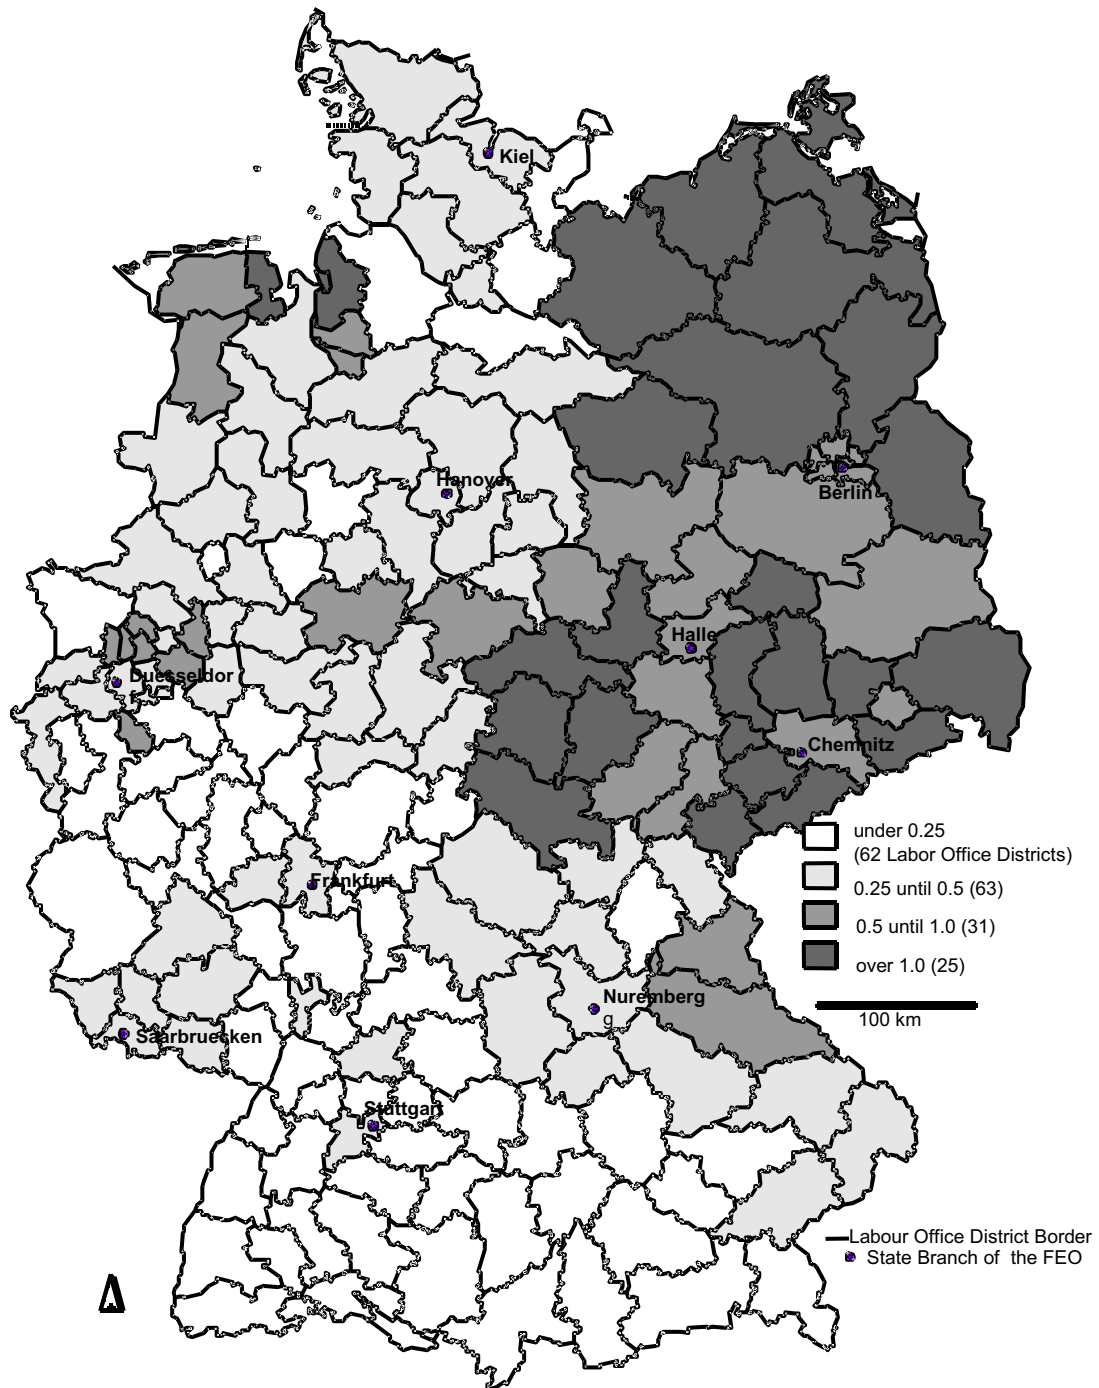 Kiel
Hanover
Berlin
Halle
Duesseldor
Chemnitz
under 0.25
(62 Labor Office Districts)
0.25 until 0.5 (63)
0.5 until 1.0 (31)
over 1.0 (25)
Frankfurt
Nuremberg
g
100 km
Saarbruecken
Stuttgart
Labour Office District Border
State Branch of the FEO